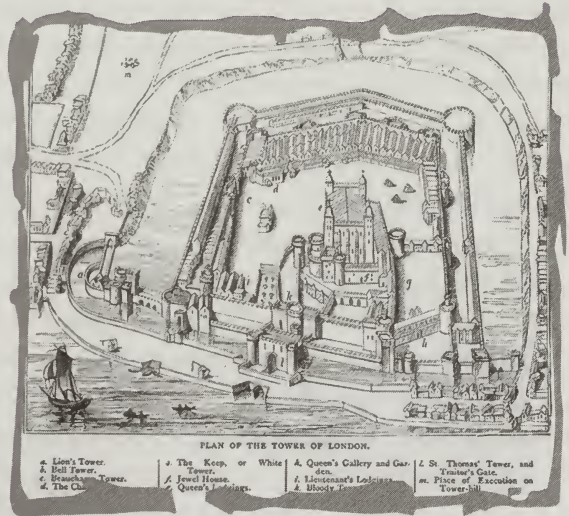 m
e
g
h
k
PLAN OF THE TOWER OF LONDON.
a. Lion's Tower.
b. Bell Tower.
c. Beauchamp Tower.
d. The
e. The Keep, or White
Tower.
f. Jewel House.
Queen's Lodgings.
h. Queen's Gallery and Gar-
den.
i. Lieutenant's Lodgings
k. Bloody
l. St Thomas' Tower, and
Traitor's Gate.
m. Place of Execution on
Tower-hill